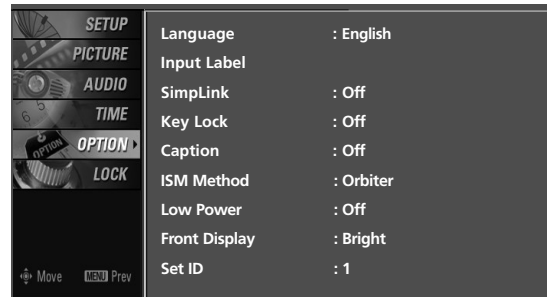 SETUP
PICTURE
AUDIO
TIME
OPTION
LOCK
Move MENU Prev
Language : English
Input Label
SimpLink : Off
Key Lock : Off
Caption : Off
ISM Method : Orbiter
Low Power : Off
Front Display : Bright
Set ID : 1